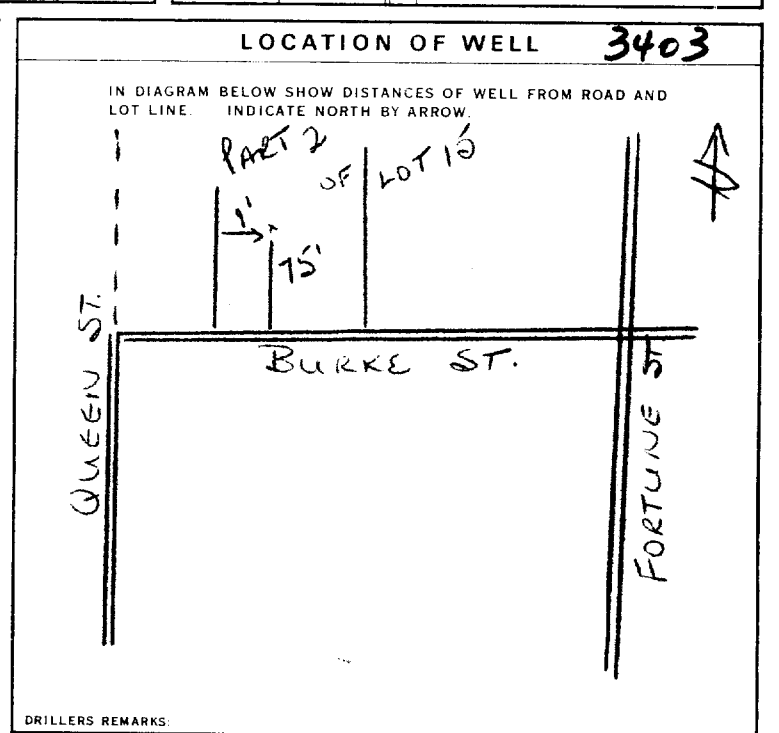 LOCATION OF WELL 3403
IN DIAGRAM BELOW SHOW DISTANCES OF WELL FROM ROAD AND
LOT LINE. INDICATE NORTH BY ARROW.
PART 2
OF LOT 15
1'
75'
QUEEN ST.
BURKE ST.
FORTUNE ST
N
DRILLERS REMARKS: